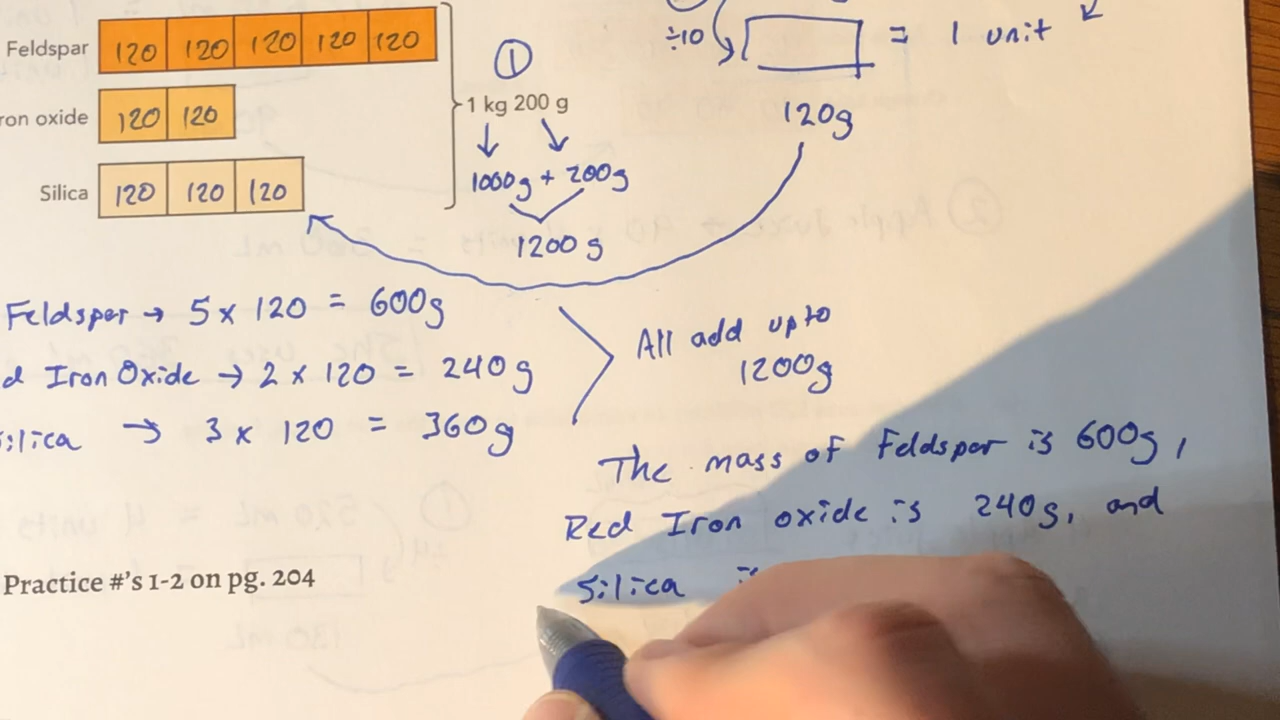 Feldspar 120 120 120 120 120
ron oxide 120 120
Silica 120 120 120
①
1 kg 200 g
1000g + 200g
1200 g
÷10 = 1 unit
120g
Feldspar → 5 x 120 = 600g
d Iron Oxide → 2 x 120 = 240g
silica → 3 x 120 = 360g
All add up to
1200g
The mass of Feldspar is 600g,
Red Iron oxide is 240g, and
Silica is
Practice #'s 1-2 on pg. 204